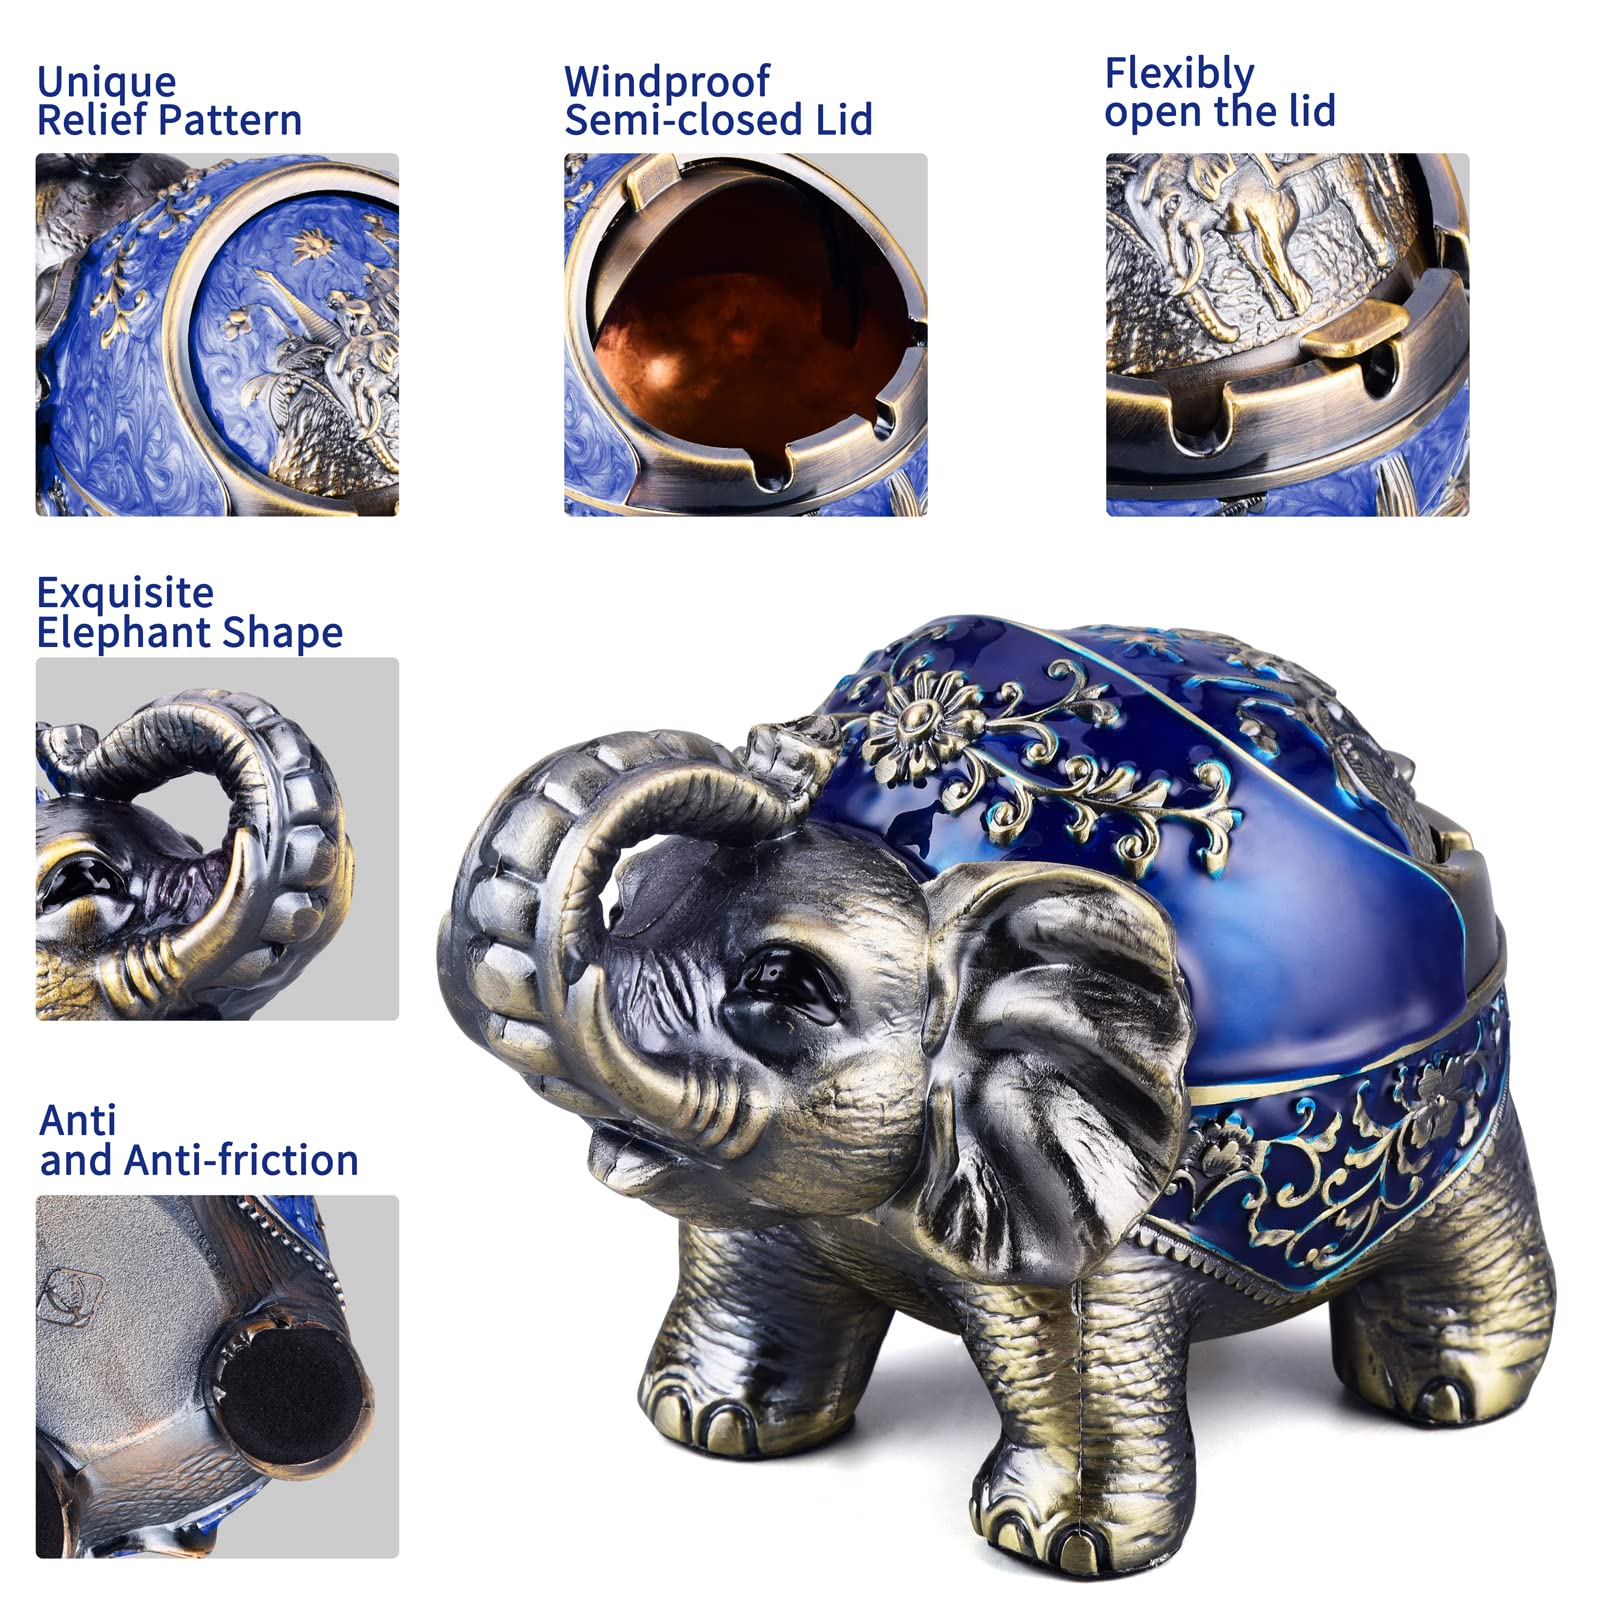 Unique
Relief Pattern
Windproof
Semi-closed Lid
Flexibly
open the lid
Exquisite
Elephant Shape
Anti
and Anti-friction